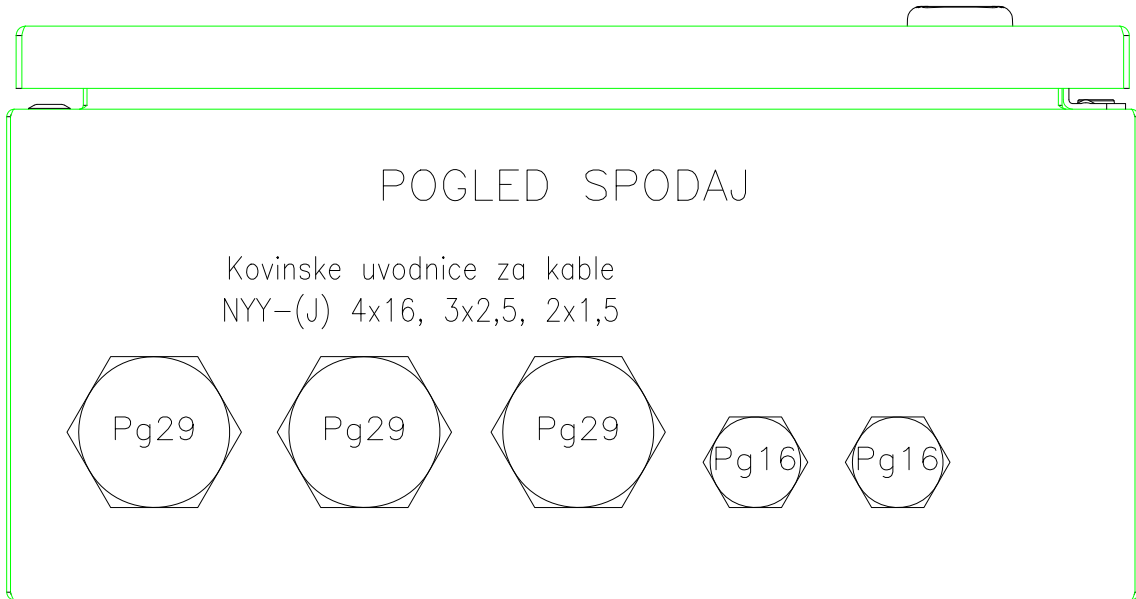 POGLED SPODAJ
Kovinske uvodnice za kable
NYY-(J) 4x16, 3x2,5, 2x1,5
Pg29 Pg29 Pg29 Pg16 Pg16